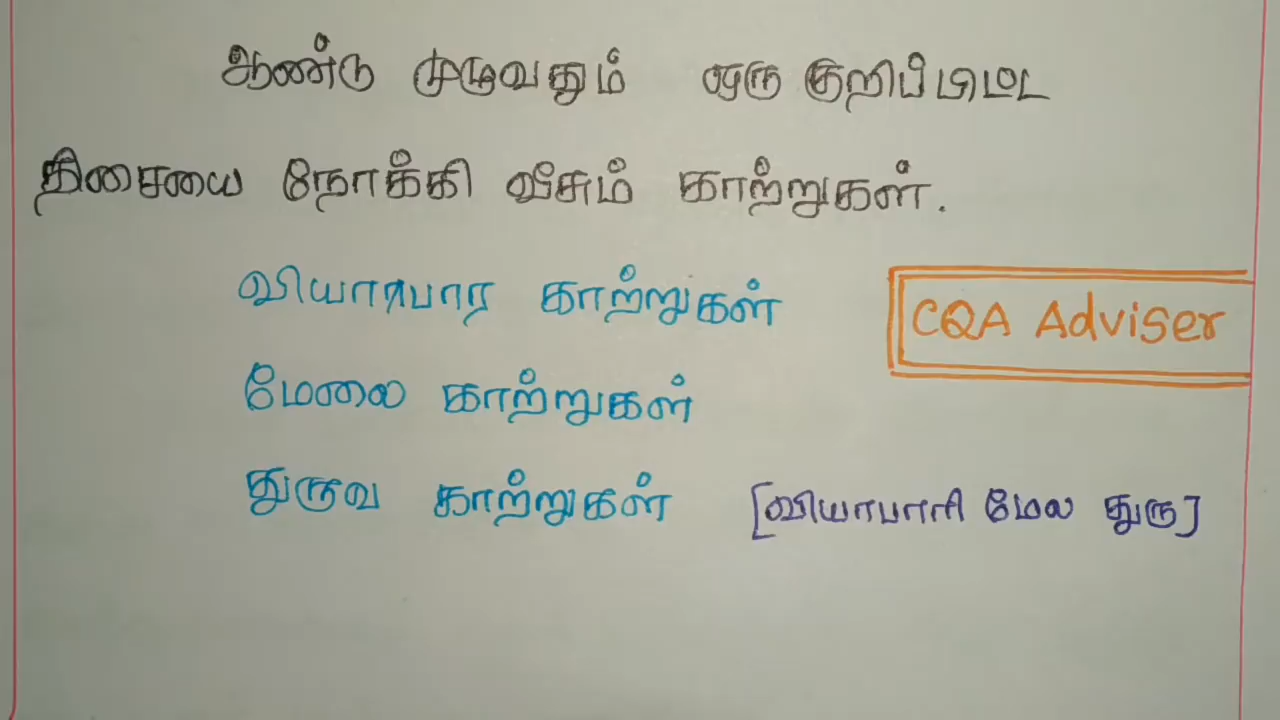 ஆண்டு முழுவதும் ஒரு குறிப்பிட்ட
திசையை நோக்கி வீசும் காற்றுகள்.
வியாபார காற்றுகள்
CQA Adviser
மேலை காற்றுகள்
துருவ காற்றுகள் [வியாபாரி மேல துரு]